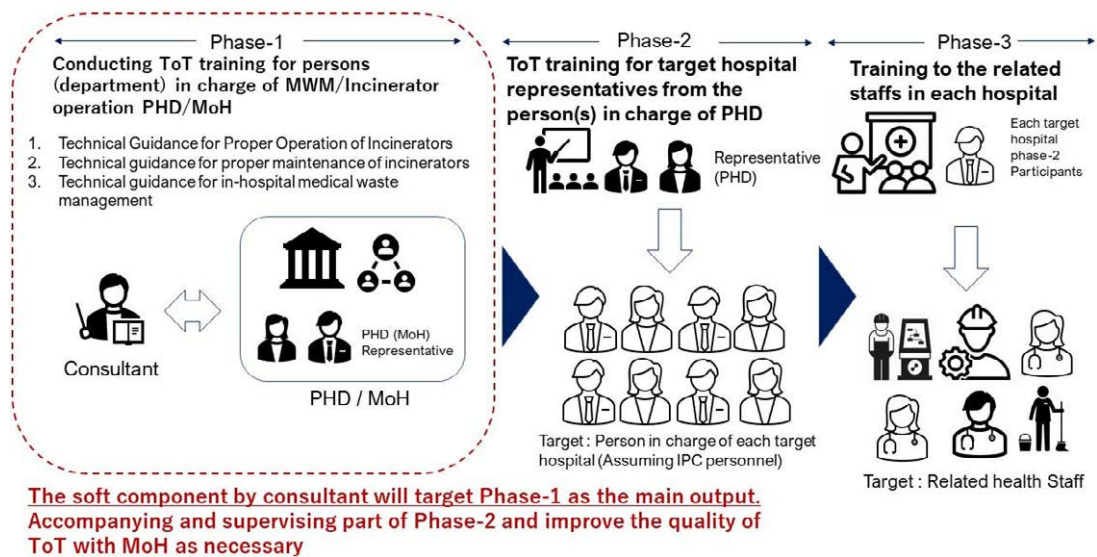 Phase-1
Conducting ToT training for persons
(department) in charge of MWM/Incinerator
operation PHD/MoH
1. Technical Guidance for Proper Operation of Incinerators
2. Technical guidance for proper maintenance of incinerators
3. Technical guidance for in-hospital medical waste
management
Consultant
PHD (MoH)
Representative
PHD / MoH
Phase-2
ToT training for target hospital
representatives from the
person(s) in charge of PHD
Representative
(PHD)
Target : Person in charge of each target
hospital (Assuming IPC personnel)
Phase-3
Training to the related
staffs in each hospital
Each target
hospital
phase-2
Participants
Target : Related health Staff
The soft component by consultant will target Phase-1 as the main output.
Accompanying and supervising part of Phase-2 and improve the quality of
ToT with MoH as necessary